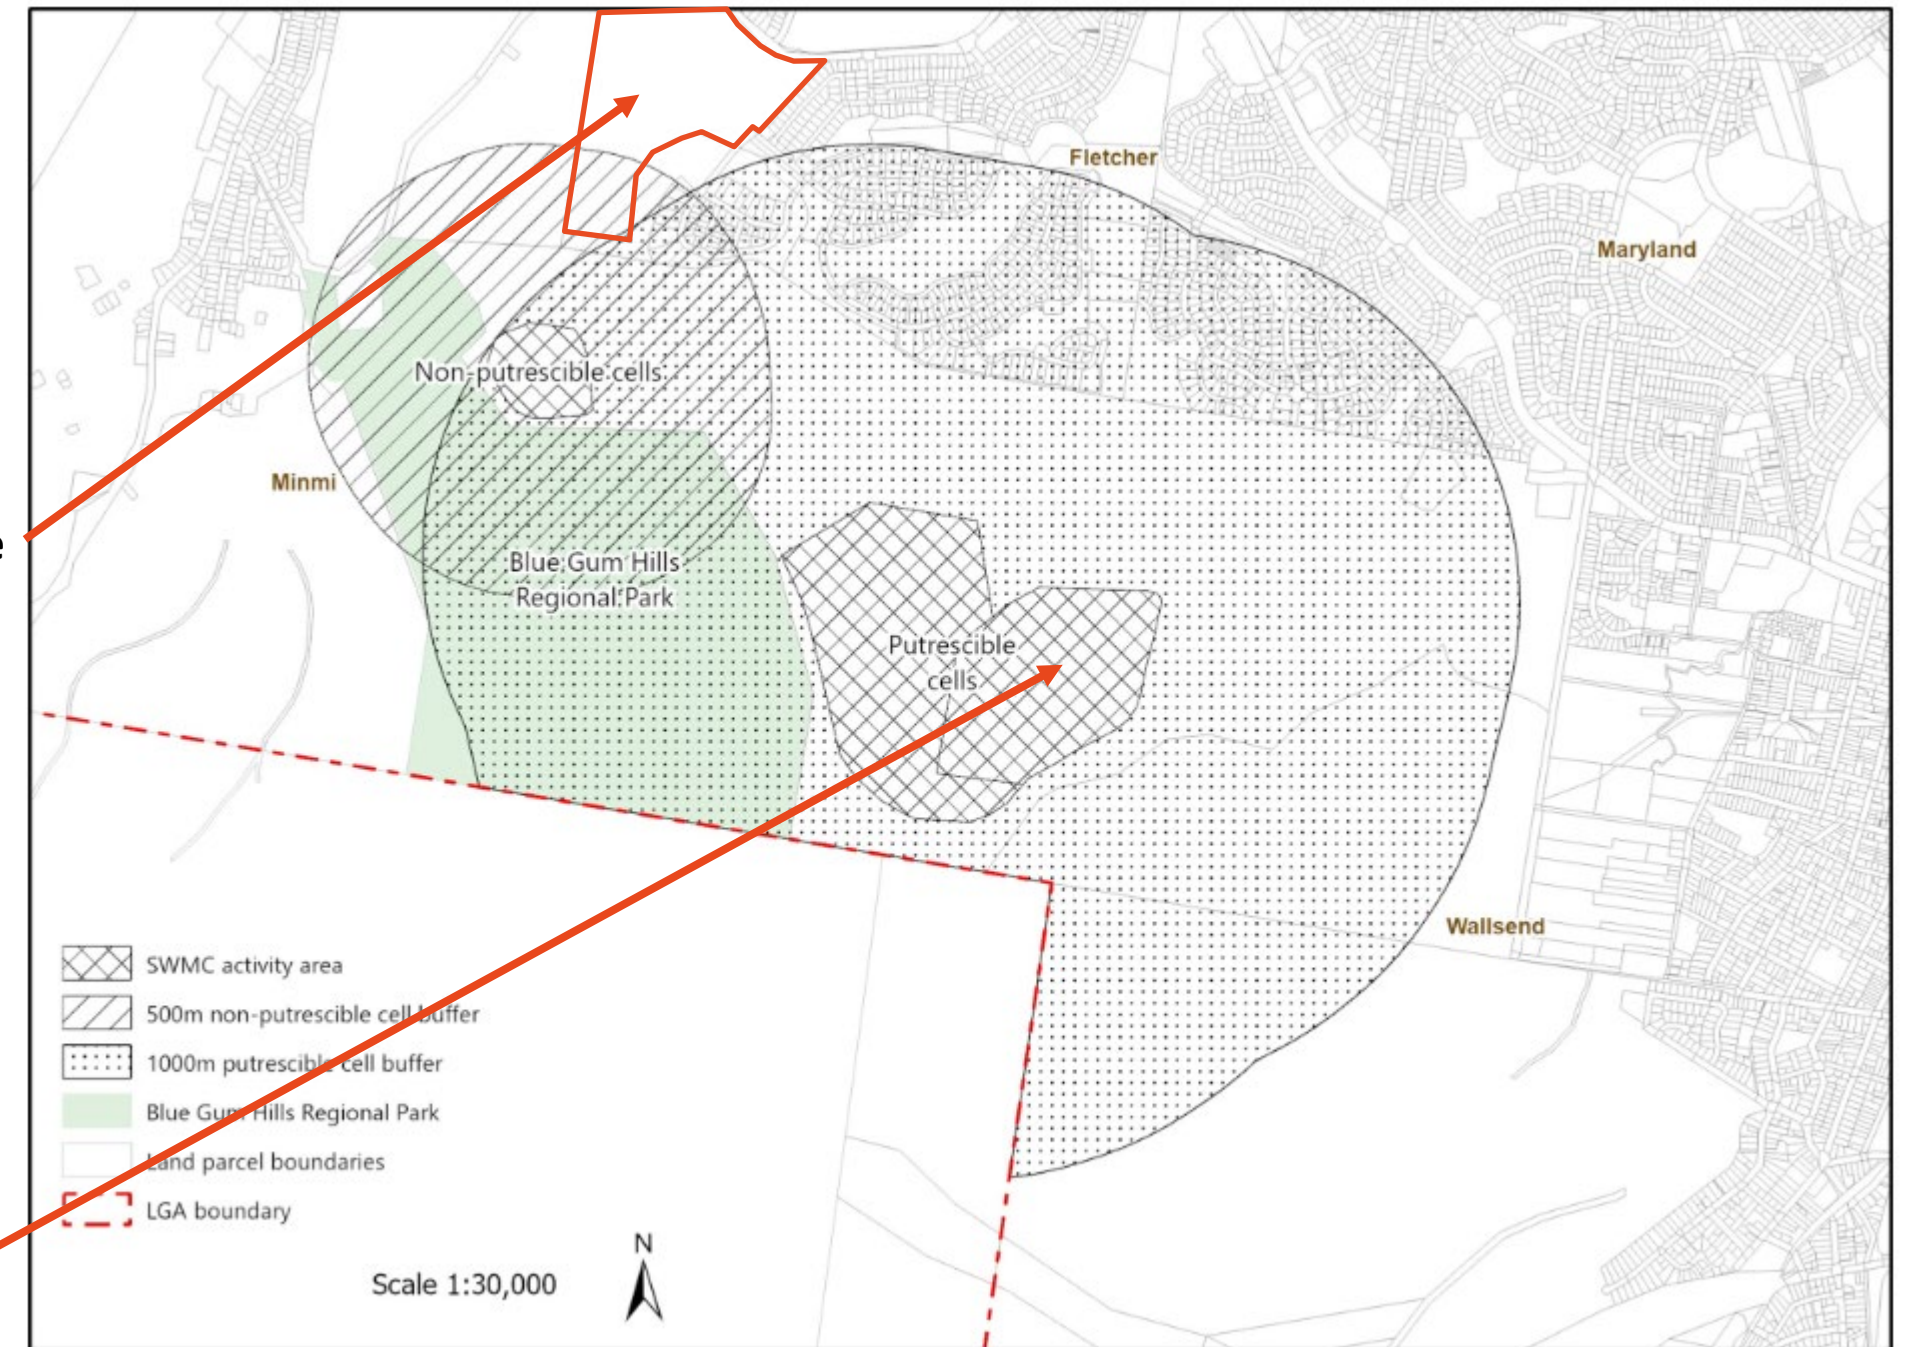 Fletcher
Maryland
Non-putrescible cells
Minmi
e
Blue Gum Hills
Regional Park
Putrescible
cells
Wallsend
SWMC activity area
500m non-putrescible cell buffer
1000m putrescible cell buffer
Blue Gum Hills Regional Park
Land parcel boundaries
LGA boundary
N
Scale 1:30,000